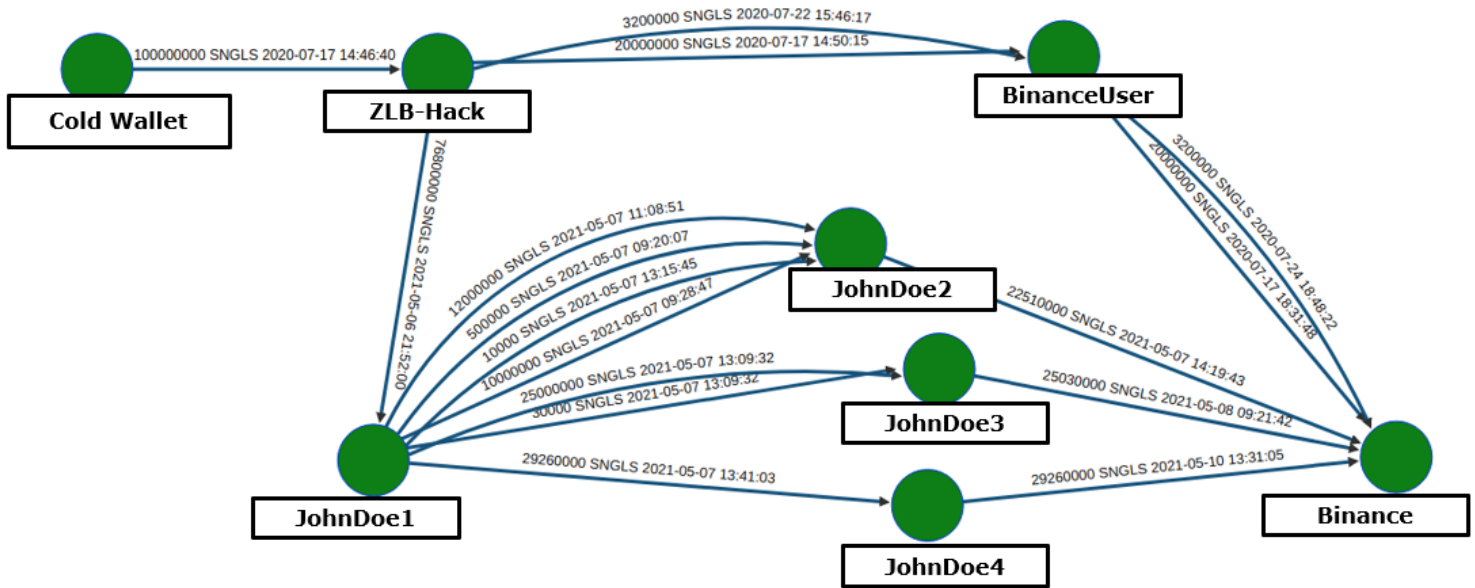 3200000 SNGLS 2020-07-22 15:46:17
100000000 SNGLS 2020-07-17 14:46:40
20000000 SNGLS 2020-07-17 14:50:15
Cold Wallet
ZLB-Hack
BinanceUser
76800000 SNGLS 2021-05-06 21:52:00
3200000 SNGLS 2020-07-24 18:48:22
20000000 SNGLS 2020-07-17 18:31:48
12000000 SNGLS 2021-05-07 11:08:51
500000 SNGLS 2021-05-07 09:20:07
10000 SNGLS 2021-05-07 13:15:45
10000000 SNGLS 2021-05-07 09:28:47
JohnDoe2
22510000 SNGLS 2021-05-07 14:19:43
25000000 SNGLS 2021-05-07 13:09:32
30000 SNGLS 2021-05-07 13:09:32
JohnDoe3
25030000 SNGLS 2021-05-08 09:21:42
29260000 SNGLS 2021-05-07 13:41:03
29260000 SNGLS 2021-05-10 13:31:05
JohnDoe1
Binance
JohnDoe4